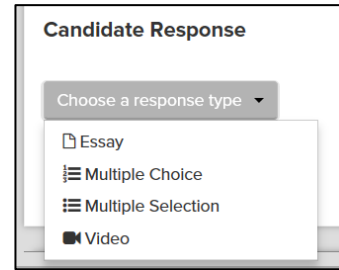 Candidate Response
Choose a response type
Essay
Multiple Choice
Multiple Selection
Video